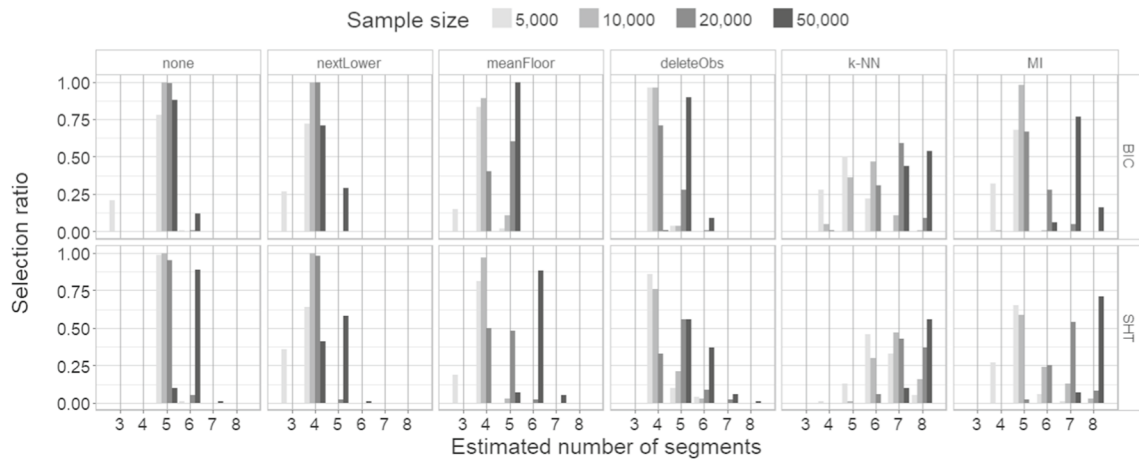 Sample size 5,000 10,000 20,000 50,000
none nextLower meanFloor deleteObs k-NN MI
1.00
0.75
0.50
0.25
0.00
BIC
1.00
0.75
0.50
0.25
0.00
SHT
Selection ratio
3 4 5 6 7 8 3 4 5 6 7 8 3 4 5 6 7 8 3 4 5 6 7 8 3 4 5 6 7 8 3 4 5 6 7 8
Estimated number of segments